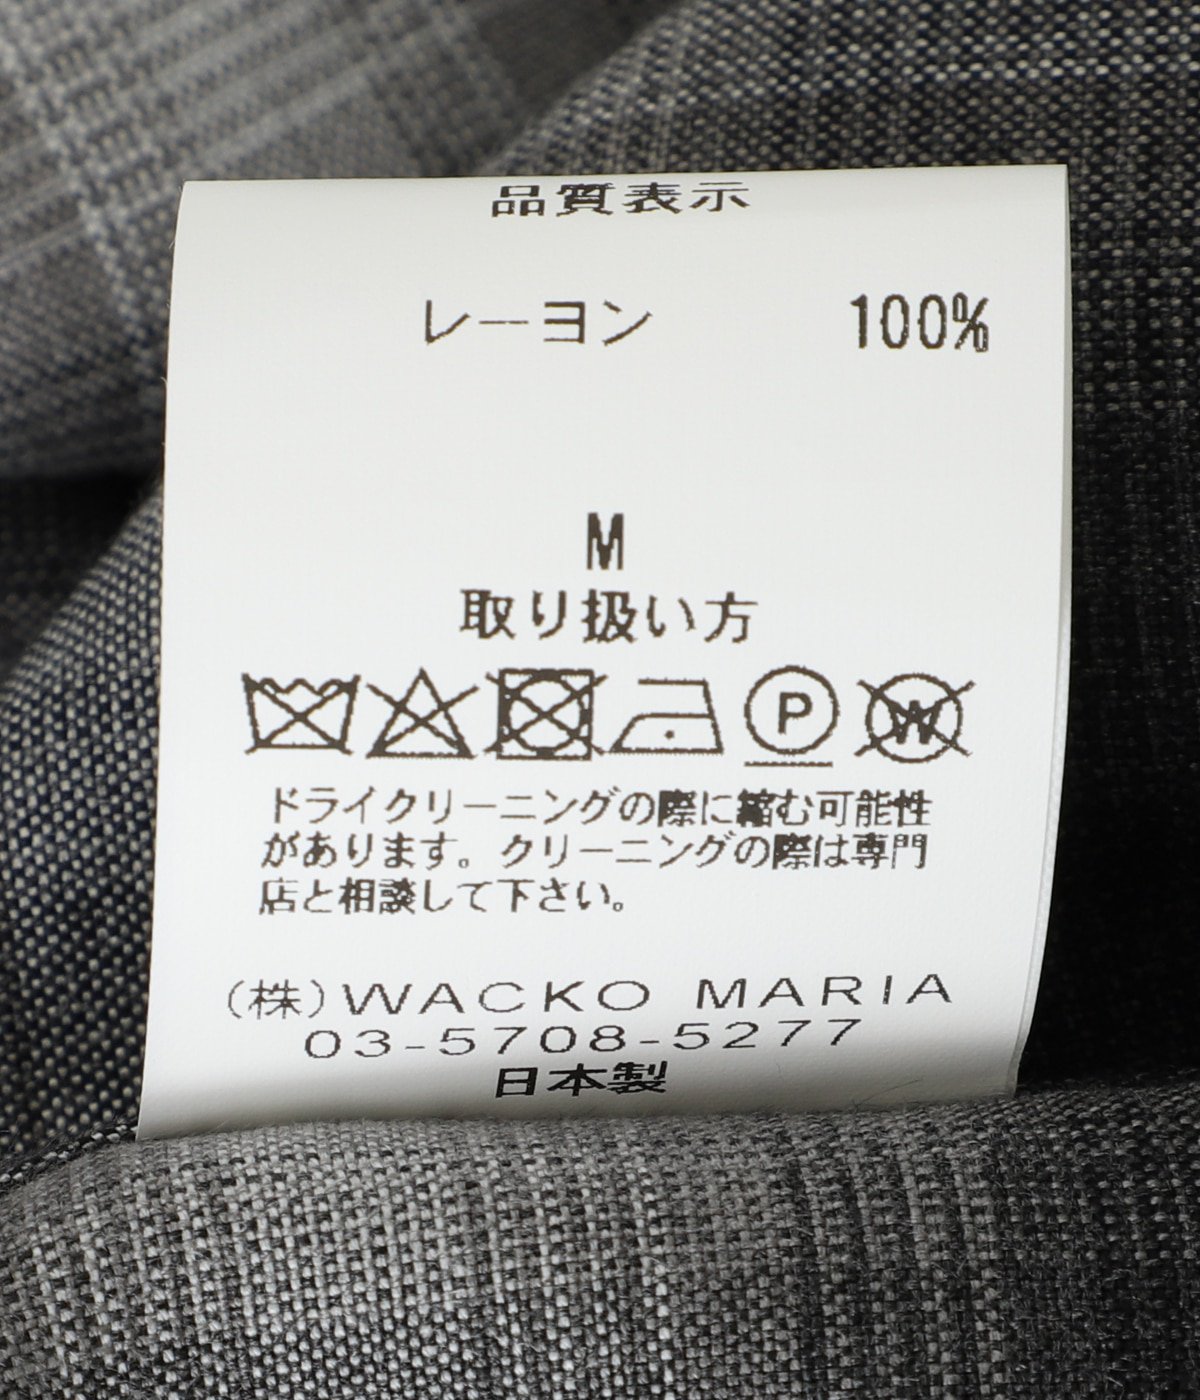 品質表示
レーヨン 100%
M
取り扱い方
P W
ドライクリーニングの際に縮む可能性
があります。クリーニングの際は専門
店と相談して下さい。
(株)WACKO MARIA
03-5708-5277
日本製